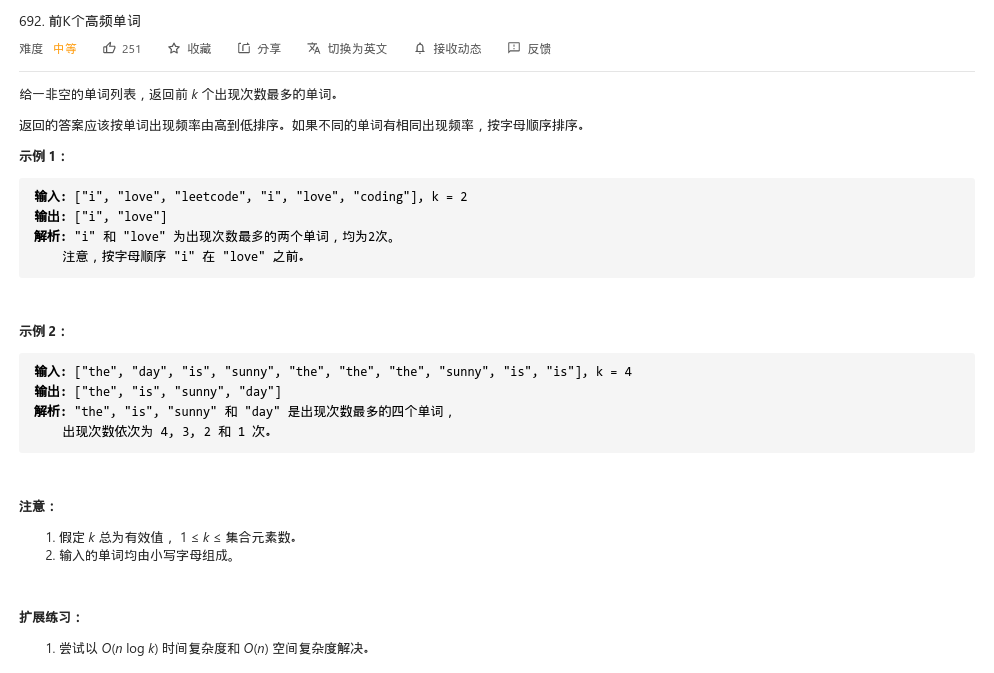 692. 前K个高频单词
难度 中等 251 收藏 分享 切换为英文 接收动态 反馈
给一非空的单词列表，返回前 k 个出现次数最多的单词。
返回的答案应该按单词出现频率由高到低排序。如果不同的单词有相同出现频率，按字母顺序排序。
示例 1：
输入: ["i", "love", "leetcode", "i", "love", "coding"], k = 2
输出: ["i", "love"]
解析: "i" 和 "love" 为出现次数最多的两个单词，均为2次。
注意，按字母顺序 "i" 在 "love" 之前。
示例 2：
输入: ["the", "day", "is", "sunny", "the", "the", "the", "sunny", "is", "is"], k = 4
输出: ["the", "is", "sunny", "day"]
解析: "the", "is", "sunny" 和 "day" 是出现次数最多的四个单词，
出现次数依次为 4, 3, 2 和 1 次。
注意：
1. 假定 k 总为有效值， 1 ≤ k ≤ 集合元素数。
2. 输入的单词均由小写字母组成。
扩展练习：
1. 尝试以 O(n log k) 时间复杂度和 O(n) 空间复杂度解决。